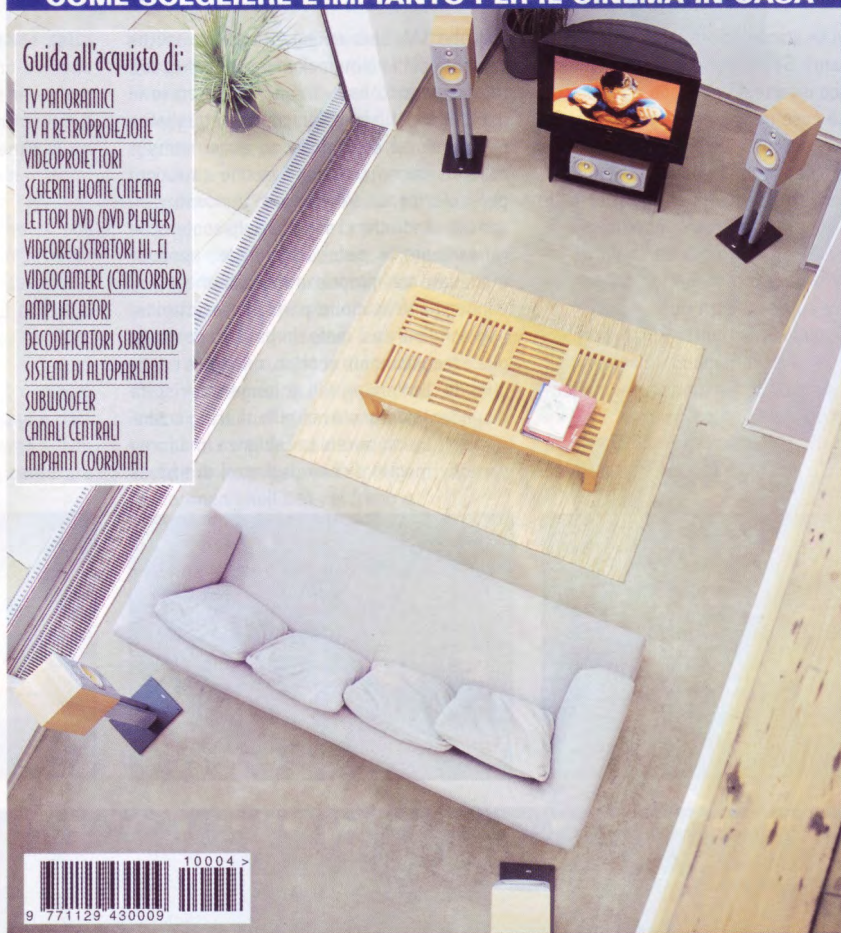 COME SCEGLIERE L'IMPIANTO PER IL CINEMA IN CASA
Guida all'acquisto di:
TV PANORAMICI
TV A RETROPROIEZIONE
VIDEOPROIETTORI
SCHERMI HOME CINEMA
LETTORI DVD (DVD PLAYER)
VIDEOREGISTRATORI HI-FI
VIDEOCAMERE (CAMCORDER)
AMPLIFICATORI
DECODIFICATORI SURROUND
SISTEMI DI ALTOPARLANTI
SUBWOOFER
CANALI CENTRALI
IMPIANTI COORDINATI
10004 >
9 771129 430009